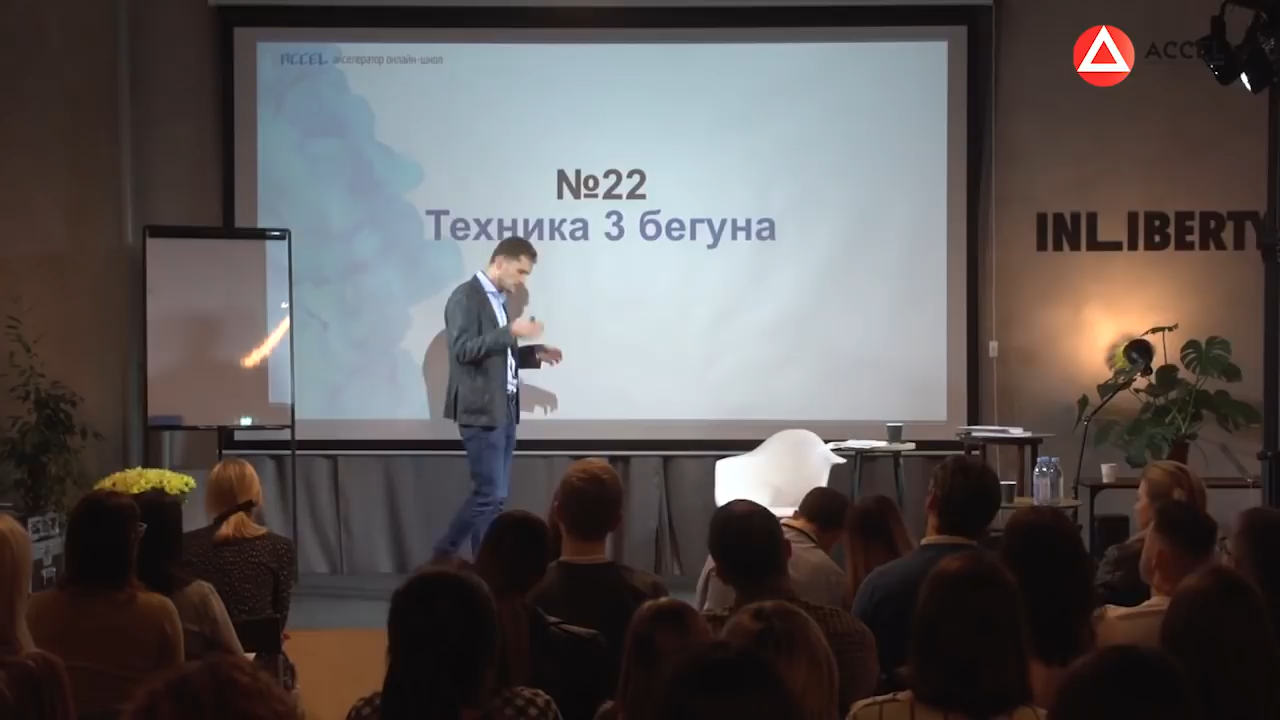 ACCEL акселератор онлайн-школ
ACCEL
№22
Техника 3 бегуна
INLIBERTY